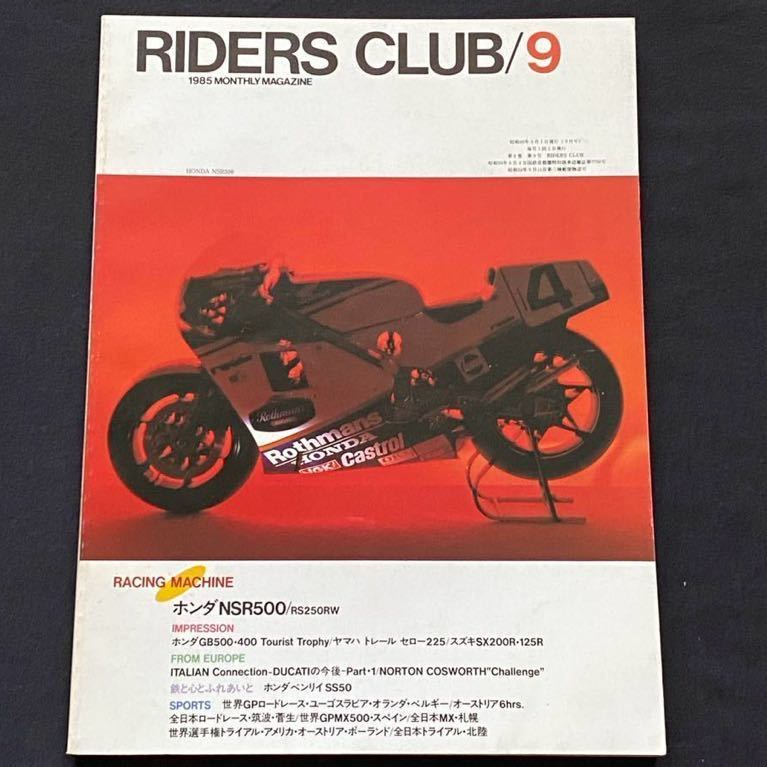 RIDERS CLUB/9
1985 MONTHLY MAGAZINE
RIDERS CLUB
HONDA NSR500
4
Rothmans
Rothmans
HONDA
Castrol
RACING MACHINE
ホンダNSR500/RS250RW
IMPRESSION
ホンダGB500・400 Tourist Trophy/ヤマハ トレール セロー225/スズキSX200R・125R
FROM EUROPE
ITALIAN Connection-DUCATIの今後-Part・1/NORTON COSWORTH"Challenge"
鉄と心とふれあいと ホンダベンリイSS50
SPORTS 世界GPロードレース・ユーゴスラビア・オランダ・ベルギー/オーストリア6hrs.
全日本ロードレース・筑波・菅生/世界GPMX500・スペイン/全日本MX・札幌
世界選手権トライアル・アメリカ・オーストリア・ポーランド/全日本トライアル・北陸